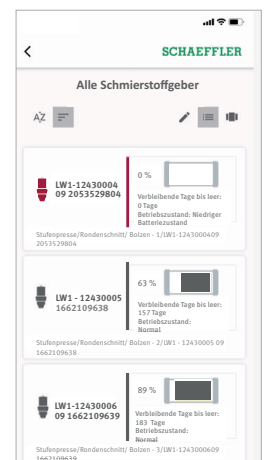 SCHAEFFLER
Alle Schmierstoffgeber
AZ
LW1-12430004
09 2053529804
0 %
Verbleibende Tage bis leer:
0 Tage
Betriebszustand: Niedriger
Batteriezustand
Stufenpresse/Rondenschnitt/ Bolzen - 1/LW1-1243000409
2053529804
LW1 - 12430005
1662109638
63 %
Verbleibende Tage bis leer:
157 Tage
Betriebszustand:
Normal
Stufenpresse/Rondenschnitt/ Bolzen - 2/LW1 - 12430005 09
1662109638
LW1-12430006
09 1662109639
89 %
Verbleibende Tage bis leer:
183 Tage
Betriebszustand:
Normal
Stufenpresse/Rondenschnitt/ Bolzen - 3/LW1-1243000609
1662109639